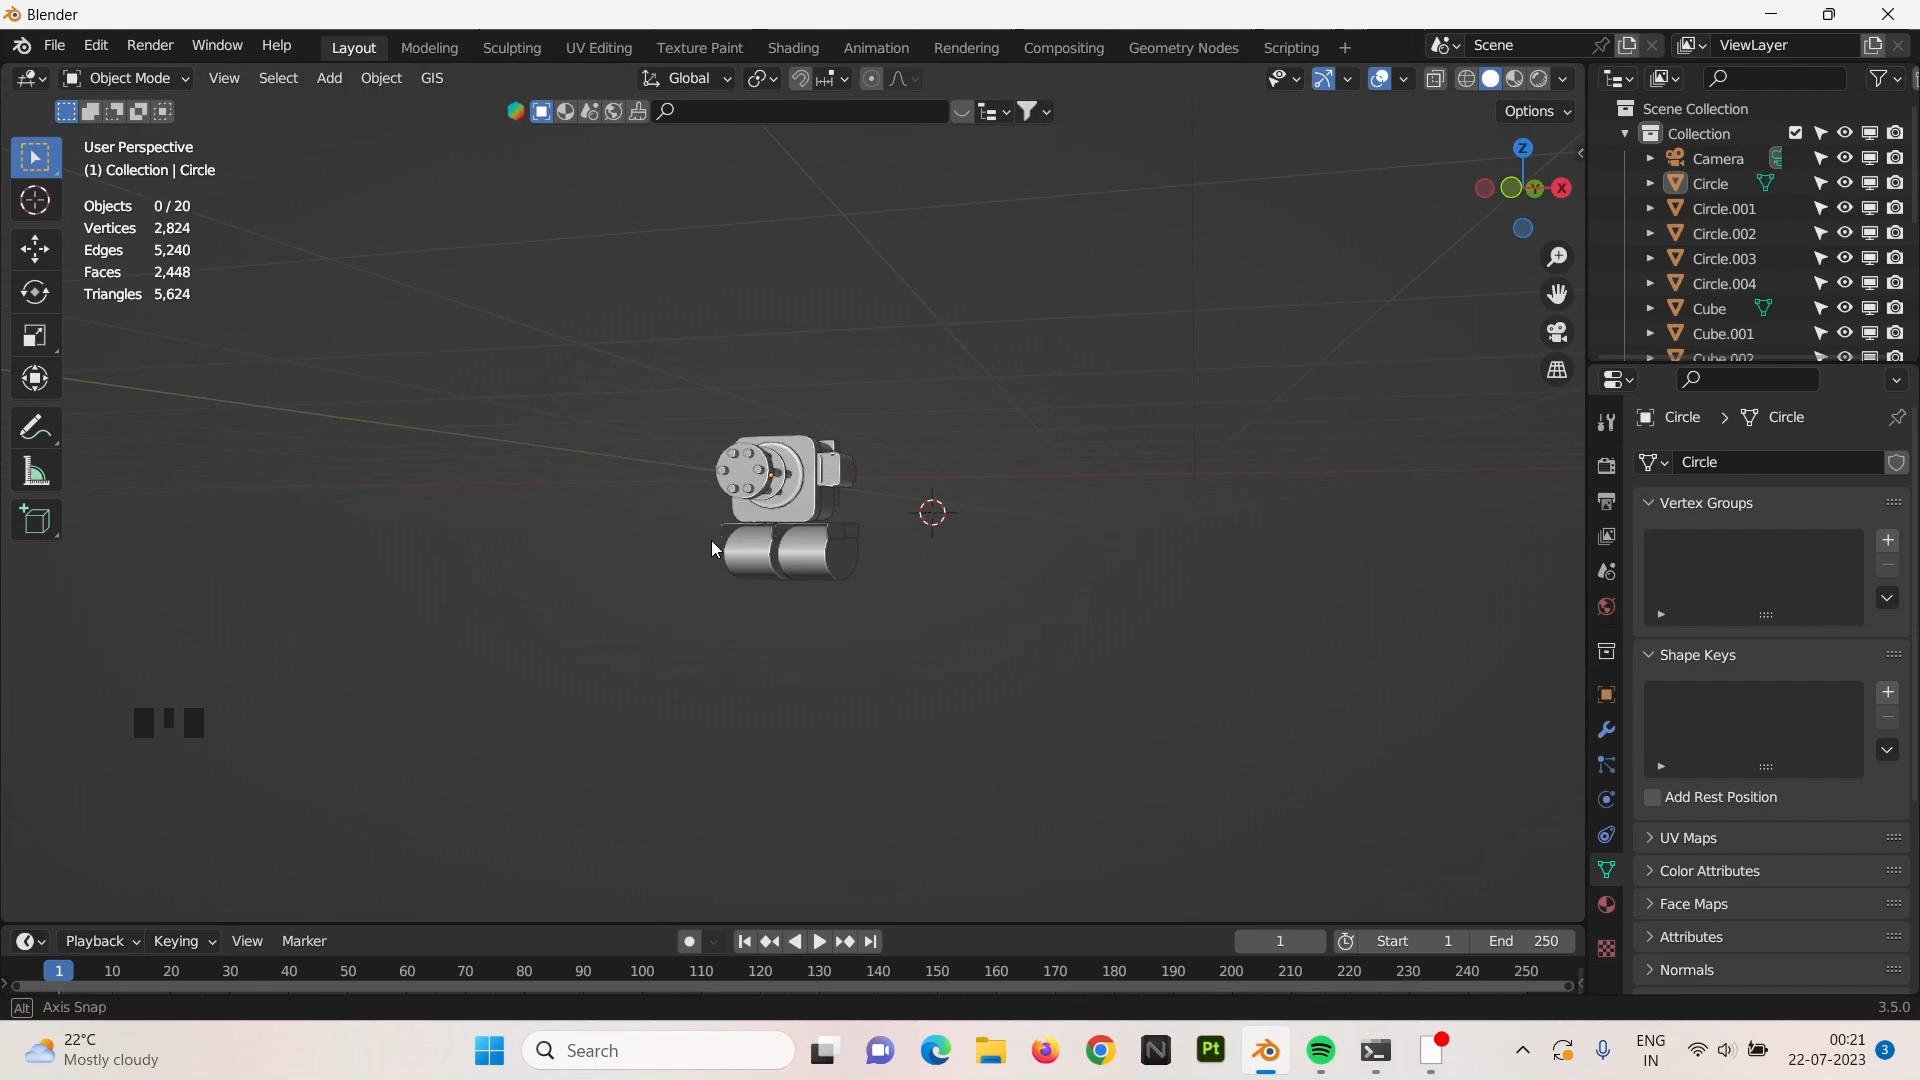 Blender
File Edit Render Window Help
Layout Modeling Sculpting UV Editing Texture Paint Shading Animation Rendering Compositing Geometry Nodes Scripting +
Scene
ViewLayer
Object Mode View Select Add Object GIS
Global
Options
User Perspective
(1) Collection | Circle
Objects 0 / 20
Vertices 2,824
Edges 5,240
Faces 2,448
Triangles 5,624
Z
Y
X
Scene Collection
Collection
Camera
Circle
Circle.001
Circle.002
Circle.003
Circle.004
Cube
Cube.001
Cube.002
Circle > Circle
Circle
Vertex Groups
Shape Keys
Add Rest Position
UV Maps
Color Attributes
Face Maps
Attributes
Normals
Playback Keying View Marker
1
Start 1
End 250
1 10 20 30 40 50 60 70 80 90 100 110 120 130 140 150 160 170 180 190 200 210 220 230 240 250
Alt Axis Snap
3.5.0
22°C
Mostly cloudy
Search
N
Pt
ENG
IN
00:21
22-07-2023
3